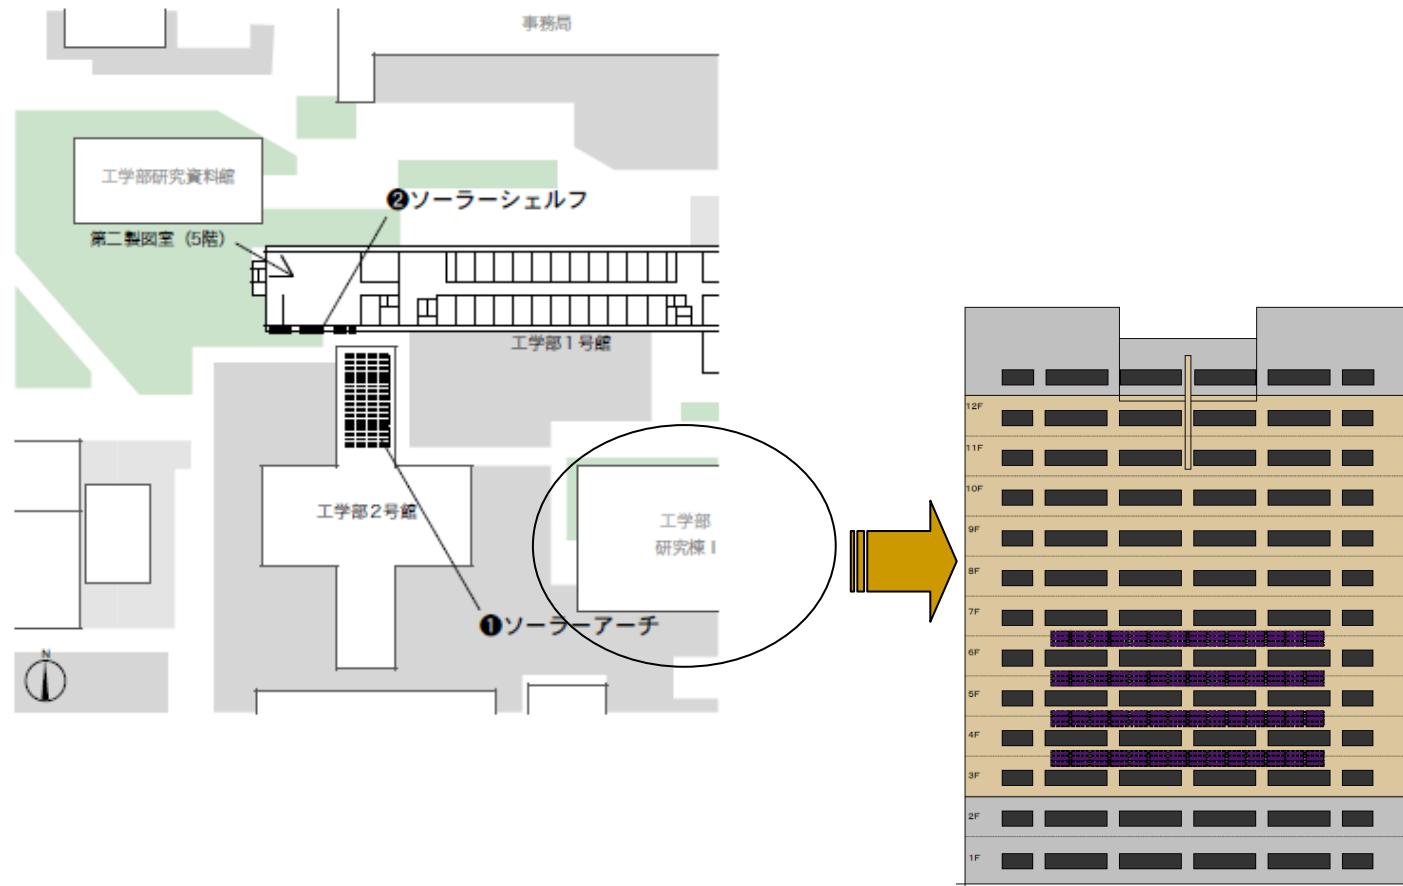 事務局
工学部研究資料館
❷ソーラーシェルフ
第二製図室（5階）
工学部１号館
工学部２号館
工学部
研究棟Ⅰ
❶ソーラーアーチ
N
12F
11F
10F
9F
8F
7F
6F
5F
4F
3F
2F
1F